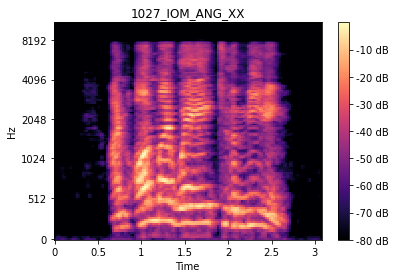 1027_IOM_ANG_XX
8192
4096
2048
1024
512
0
Hz
0 0.5 1 1.5 2 2.5 3
Time
-10 dB
-20 dB
-30 dB
-40 dB
-50 dB
-60 dB
-70 dB
-80 dB